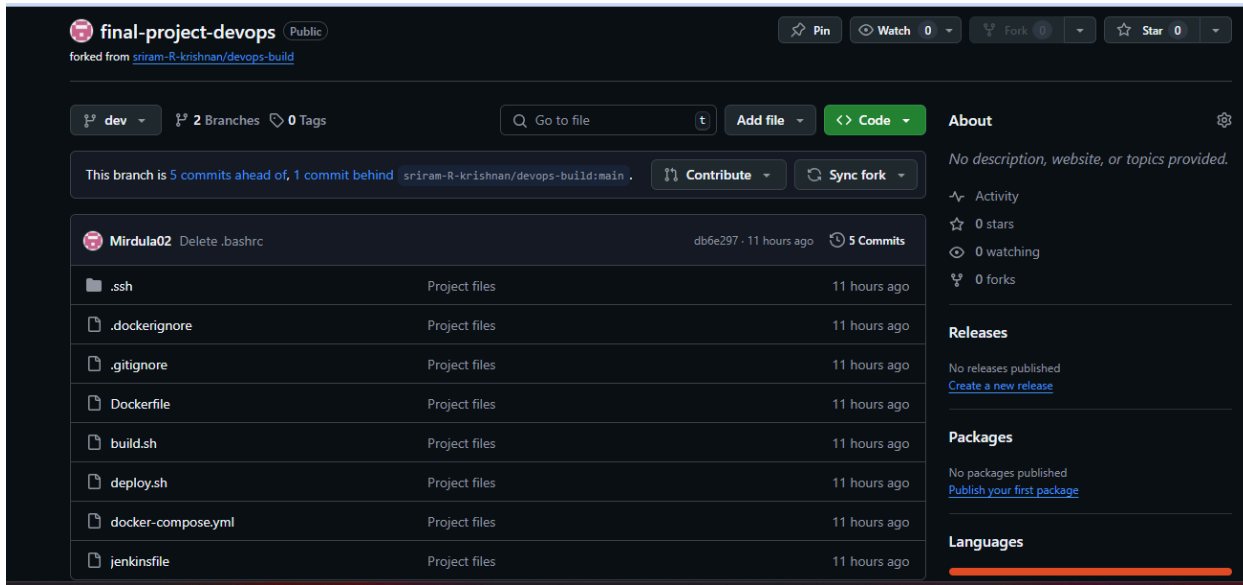 final-project-devops Public
Pin Watch 0 Fork 0 Star 0
forked from sriram-R-krishnan/devops-build
dev 2 Branches 0 Tags
Go to file t Add file <> Code
This branch is 5 commits ahead of, 1 commit behind sriram-R-krishnan/devops-build:main .
Contribute Sync fork
Mirdula02 Delete .bashrc db6e297 · 11 hours ago 5 Commits
.ssh Project files 11 hours ago
.dockerignore Project files 11 hours ago
.gitignore Project files 11 hours ago
Dockerfile Project files 11 hours ago
build.sh Project files 11 hours ago
deploy.sh Project files 11 hours ago
docker-compose.yml Project files 11 hours ago
jenkinsfile Project files 11 hours ago
About
No description, website, or topics provided.
Activity
0 stars
0 watching
0 forks
Releases
No releases published
Create a new release
Packages
No packages published
Publish your first package
Languages